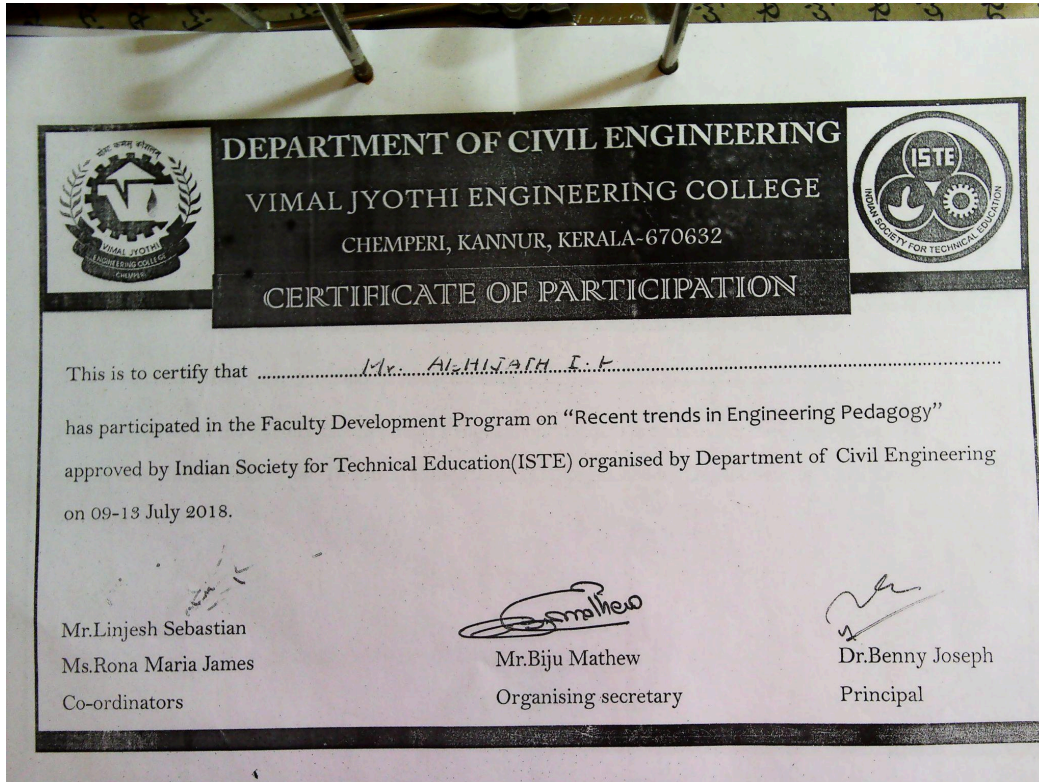 DEPARTMENT OF CIVIL ENGINEERING
VIMAL JYOTHI ENGINEERING COLLEGE
CHEMPERI, KANNUR, KERALA-670632
CERTIFICATE OF PARTICIPATION
VIMAL JYOTHI
ENGINEERING COLLEGE
CHEMPERI
ISTE
INDIAN SOCIETY FOR TECHNICAL EDUCATION
This is to certify that Mr.
has participated in the Faculty Development Program on “Recent trends in Engineering Pedagogy”
approved by Indian Society for Technical Education(ISTE) organised by Department of Civil Engineering
on 09-13 July 2018.
Mr.Linjesh Sebastian
Ms.Rona Maria James
Co-ordinators
Mr.Biju Mathew
Organising secretary
Dr.Benny Joseph
Principal